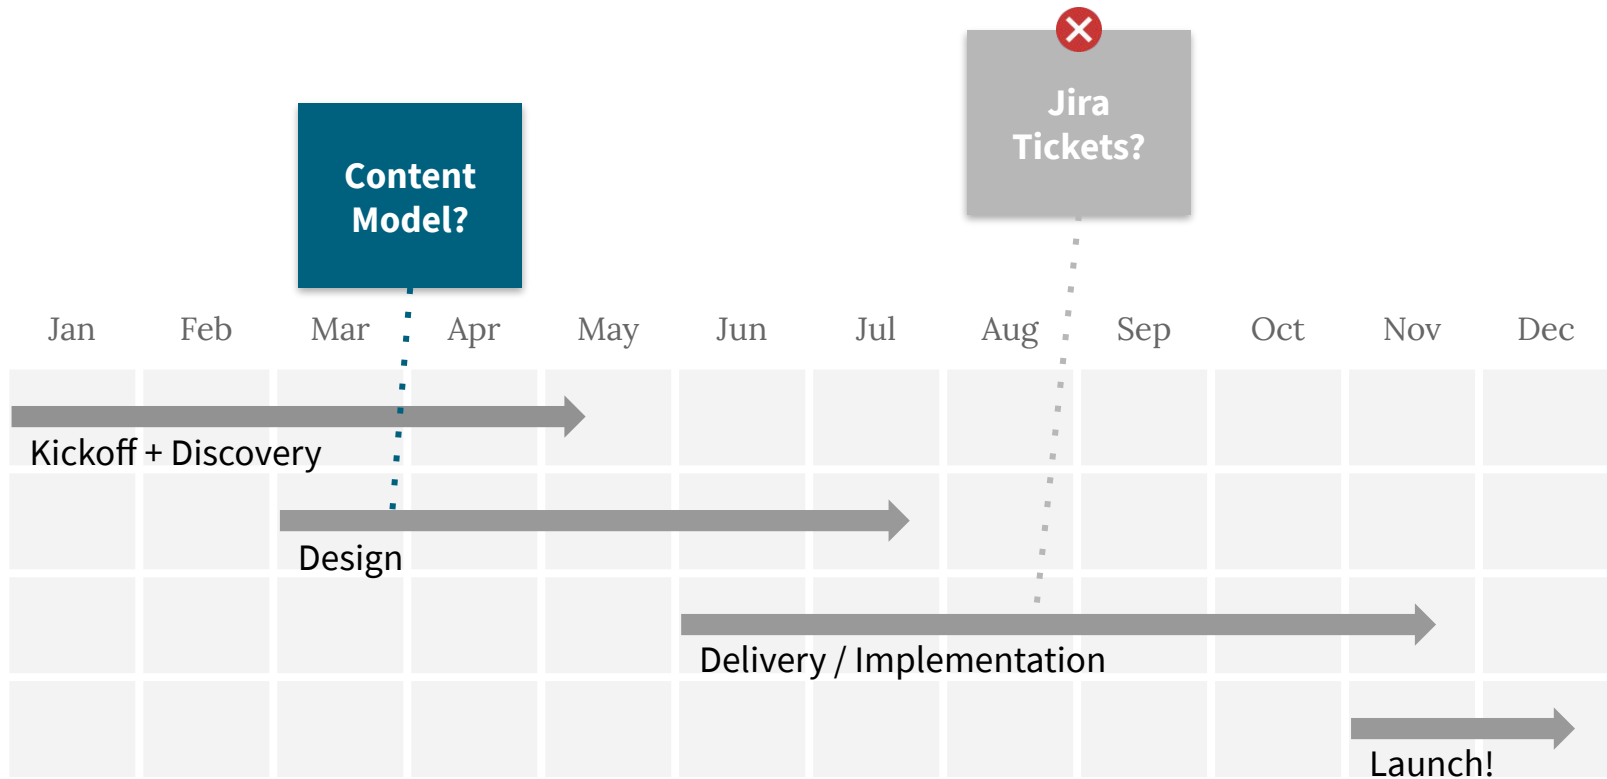 Jira
Tickets?
Content
Model?
Jan Feb Mar Apr May Jun Jul Aug Sep Oct Nov Dec
Kickoff + Discovery
Design
Delivery / Implementation
Launch!